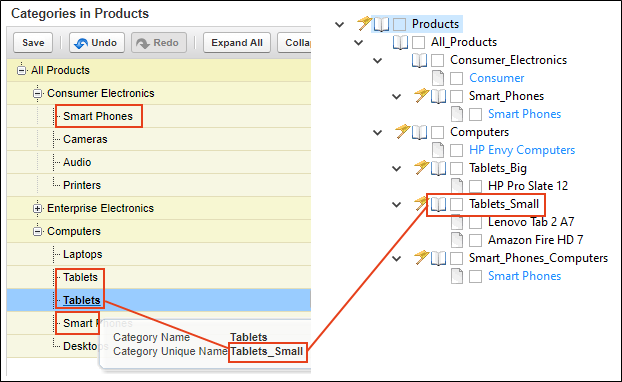 Categories in Products
Save
Undo
Redo
Expand All
Colla
All Products
Consumer Electronics
Smart Phones
Cameras
Audio
Printers
Enterprise Electronics
Computers
Laptops
Tablets
Tablets
Smart Phones
Desktop
Category Name Tablets
Category Unique Name Tablets_Small
Products
All_Products
Consumer_Electronics
Consumer
Smart_Phones
Smart Phones
Computers
HP Envy Computers
Tablets_Big
HP Pro Slate 12
Tablets_Small
Lenovo Tab 2 A7
Amazon Fire HD 7
Smart_Phones_Computers
Smart Phones